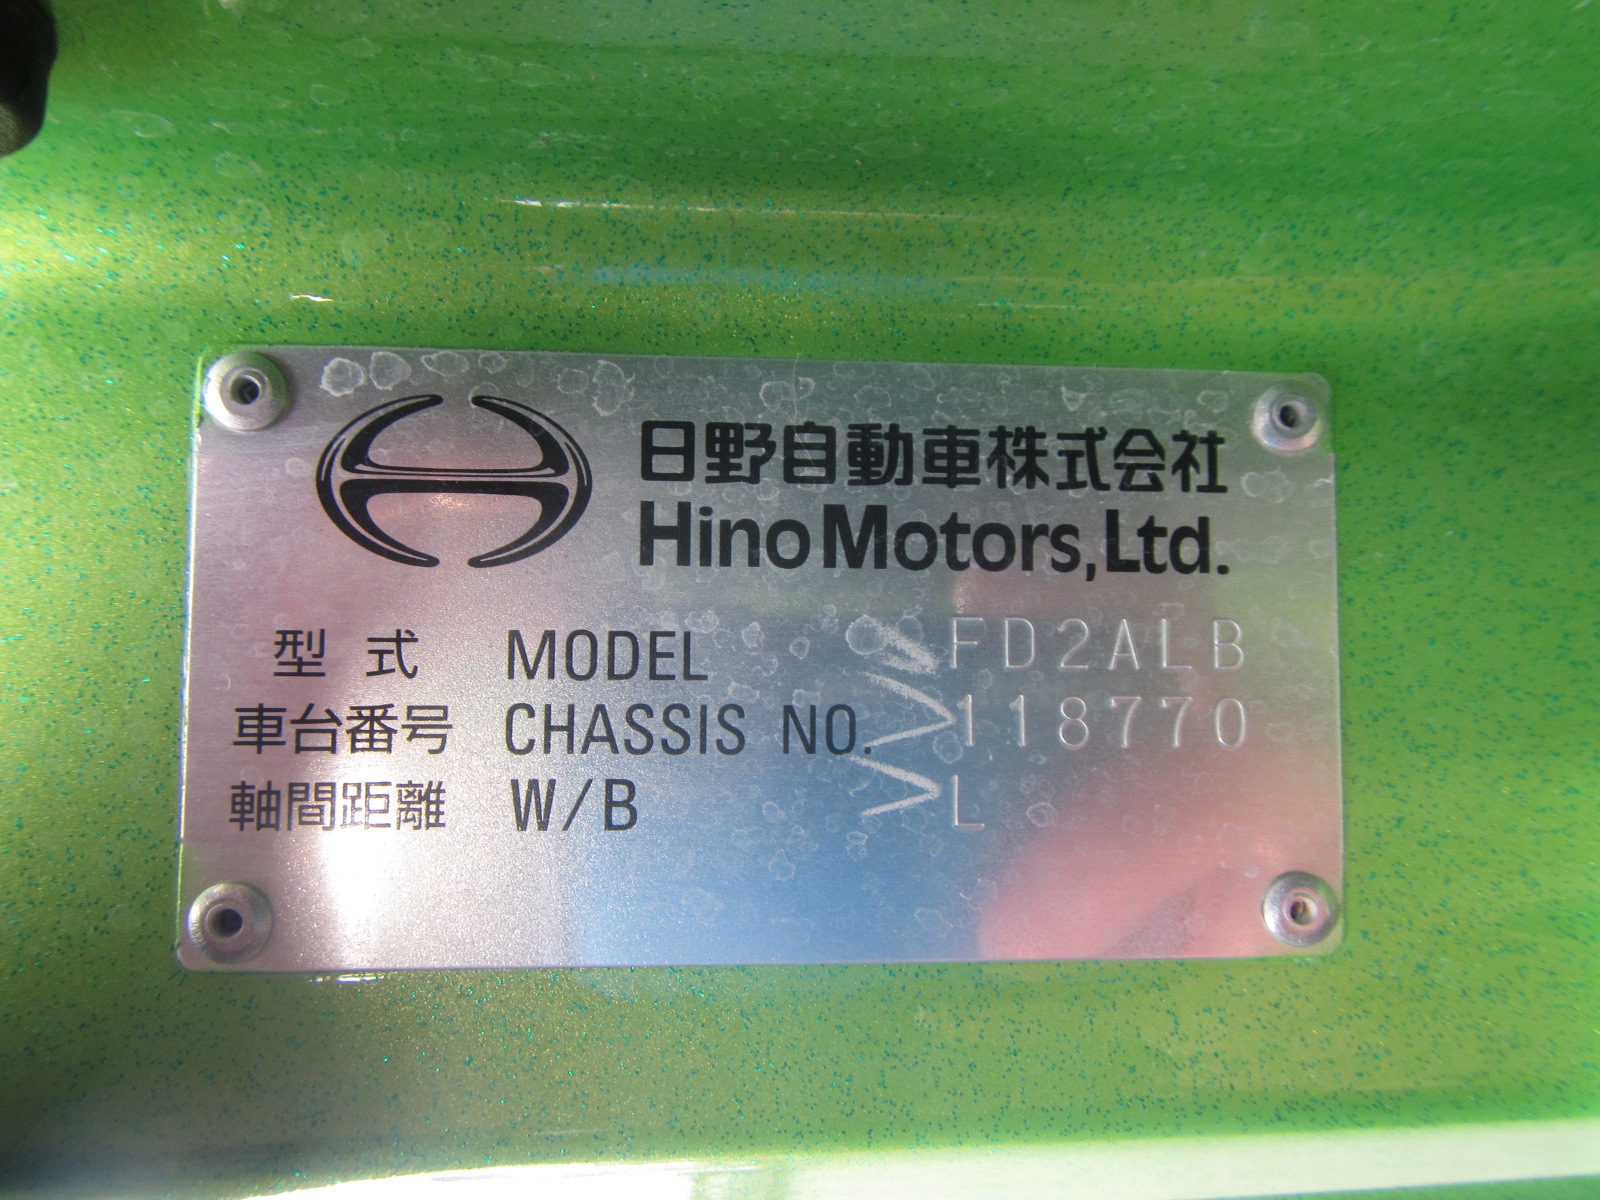 日野自動車株式会社
Hino Motors, Ltd.
型 式 MODEL FD2ALB
車台番号 CHASSIS NO. 118770
軸間距離 W/B L